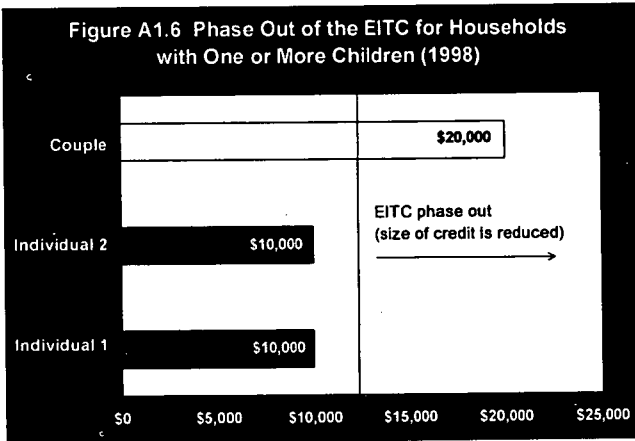 Figure A1.6 Phase Out of the EITC for Households
with One or More Children (1998)
Couple
$20,000
EITC phase out
(size of credit is reduced)
Individual 2
$10,000
Individual 1
$10,000
$0 $5,000 $10,000 $15,000 $20,000 $25,000